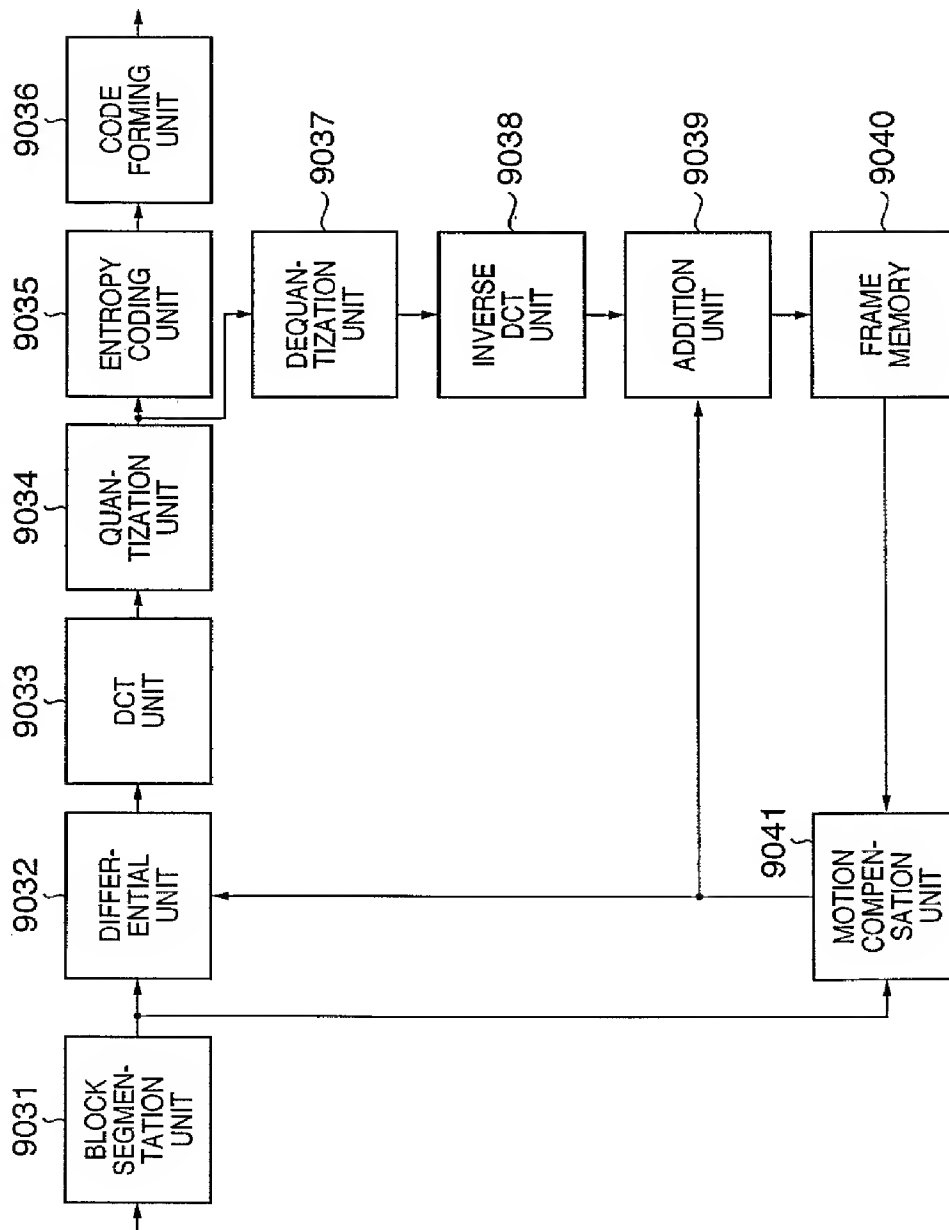 9031
BLOCK
SEGMEN-
TATION
UNIT
9032
DIFFER-
ENTIAL
UNIT
9033
DCT
UNIT
9034
QUAN-
TIZATION
UNIT
9035
ENTROPY
CODING
UNIT
9036
CODE
FORMING
UNIT
9037
DEQUAN-
TIZATION
UNIT
9038
INVERSE
DCT
UNIT
9039
ADDITION
UNIT
9040
FRAME
MEMORY
9041
MOTION
COMPEN-
SATION
UNIT